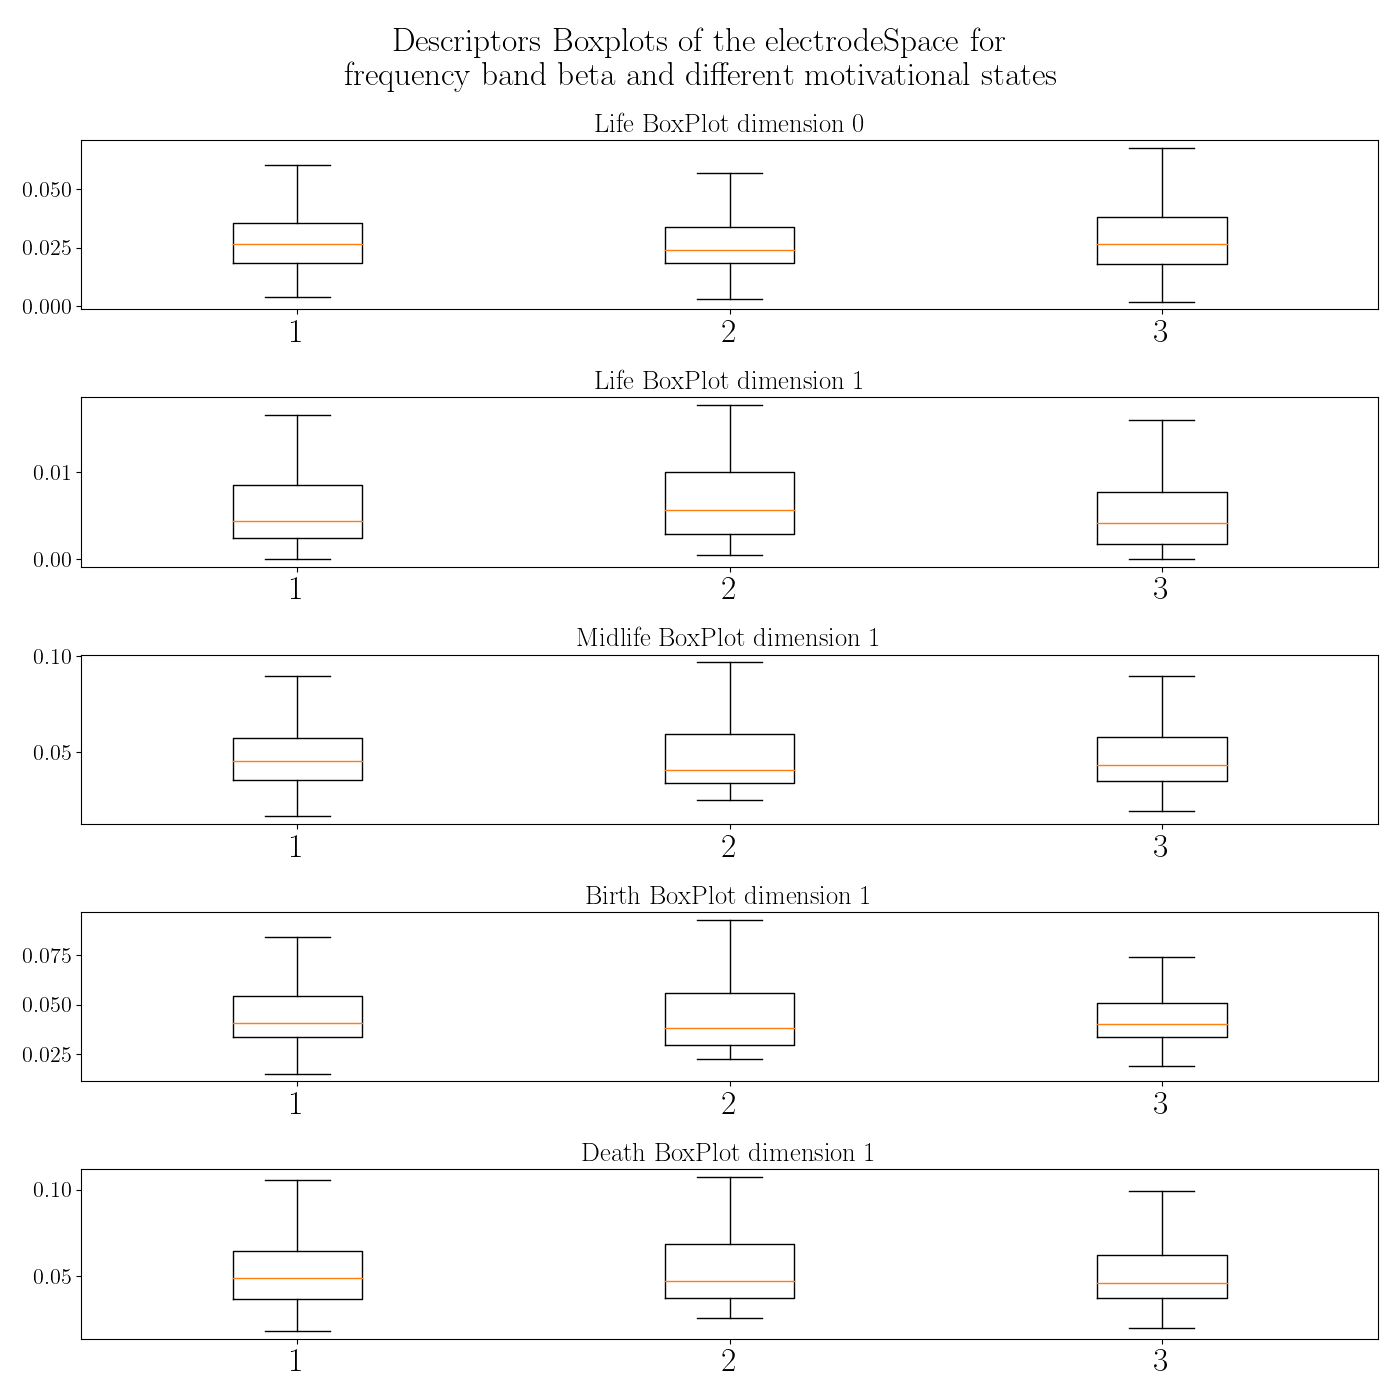 Descriptors Boxplots of the electrodeSpace for
frequency band beta and different motivational states
Life BoxPlot dimension 0
0.050
0.025
0.000
1 2 3
Life BoxPlot dimension 1
0.01
0.00
1 2 3
Midlife BoxPlot dimension 1
0.10
0.05
1 2 3
Birth BoxPlot dimension 1
0.075
0.050
0.025
1 2 3
Death BoxPlot dimension 1
0.10
0.05
1 2 3